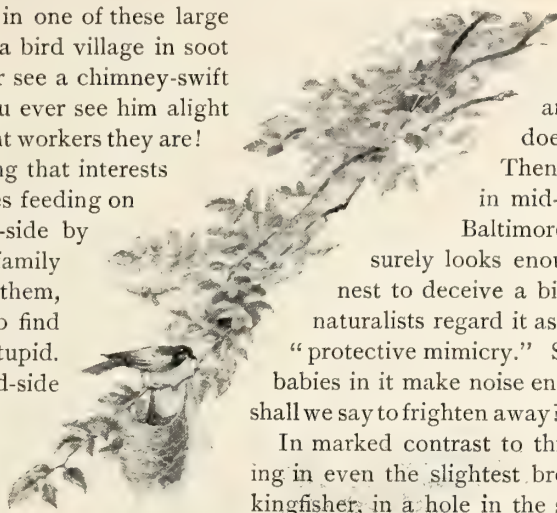 in one of these large
a bird village in soot
r see a chimney-swift
u ever see him alight
nt workers they are!
ng that interests
es feeding on
-side by
family
them,
o find
tupid.
d-side
doe
Then
in mid-
Baltimore
surely looks enou
nest to deceive a bi
naturalists regard it as
“protective mimicry.” S
babies in it make noise en
shall we say to frighten away
In marked contrast to th
ing in even the slightest bre
kingfisher, in a hole in the